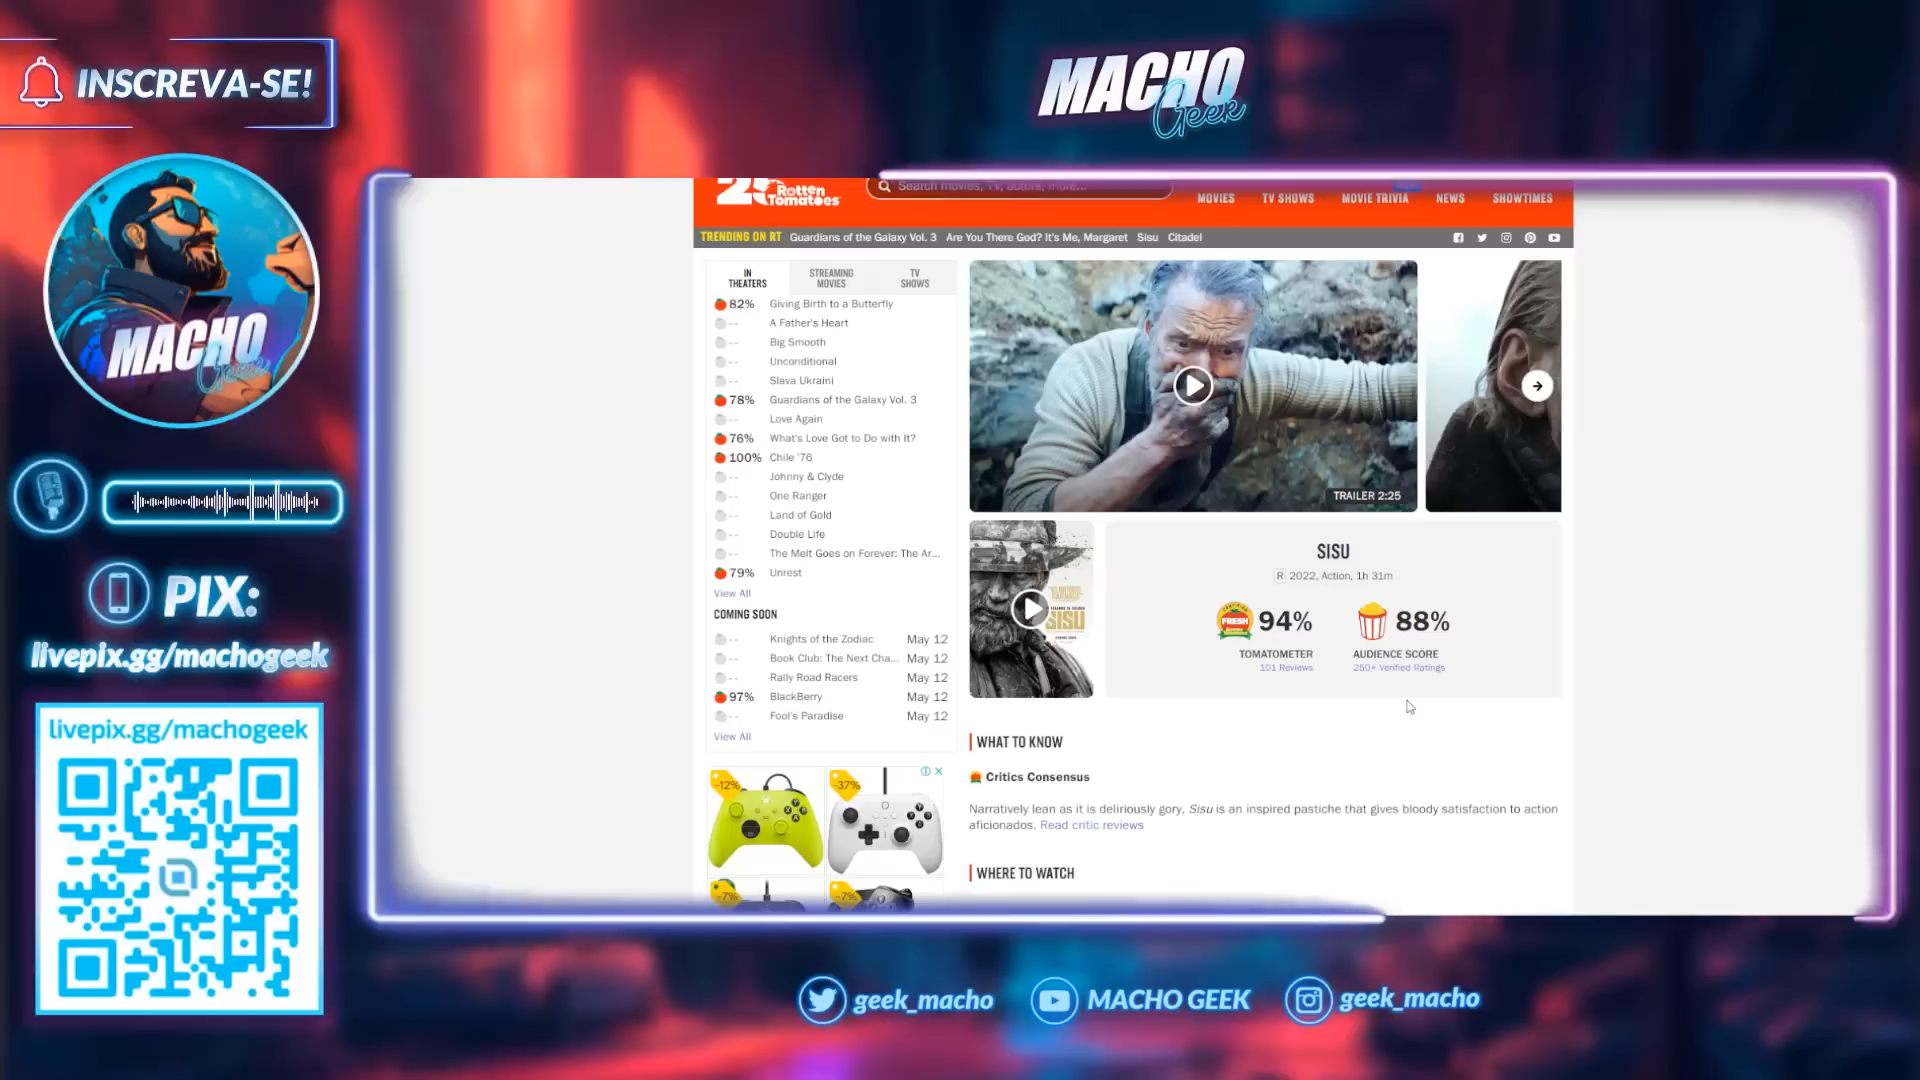 INSCREVA-SE!
MACHO
Geek
MACHO
Geek
PIX:
livepix.gg/machogeek
livepix.gg/machogeek
25 Rotten
Tomatoes
Search movies, TV, actors, more...
MOVIES TV SHOWS MOVIE TRIVIA NEWS SHOWTIMES
TRENDING ON RT Guardians of the Galaxy Vol. 3 Are You There God? It's Me, Margaret Sisu Citadel
IN THEATERS
STREAMING MOVIES
TV SHOWS
82% Giving Birth to a Butterfly
-- A Father's Heart
-- Big Smooth
-- Unconditional
-- Slava Ukraini
78% Guardians of the Galaxy Vol. 3
-- Love Again
76% What's Love Got to Do with It?
100% Chile '76
-- Johnny & Clyde
-- One Ranger
-- Land of Gold
-- Double Life
-- The Melt Goes on Forever: The Ar...
79% Unrest
View All
COMING SOON
-- Knights of the Zodiac May 12
-- Book Club: The Next Cha... May 12
-- Rally Road Racers May 12
97% BlackBerry May 12
-- Fool's Paradise May 12
View All
-12% -37%
-7% -7%
TRAILER 2:25
SISU
SISU
R 2022, Action, 1h 31m
FRESH 94% 88%
TOMATOMETER AUDIENCE SCORE
101 Reviews 250+ Verified Ratings
WHAT TO KNOW
Critics Consensus
Narratively lean as it is deliriously gory, Sisu is an inspired pastiche that gives bloody satisfaction to action
aficionados. Read critic reviews
WHERE TO WATCH
geek_macho MACHO GEEK geek_macho